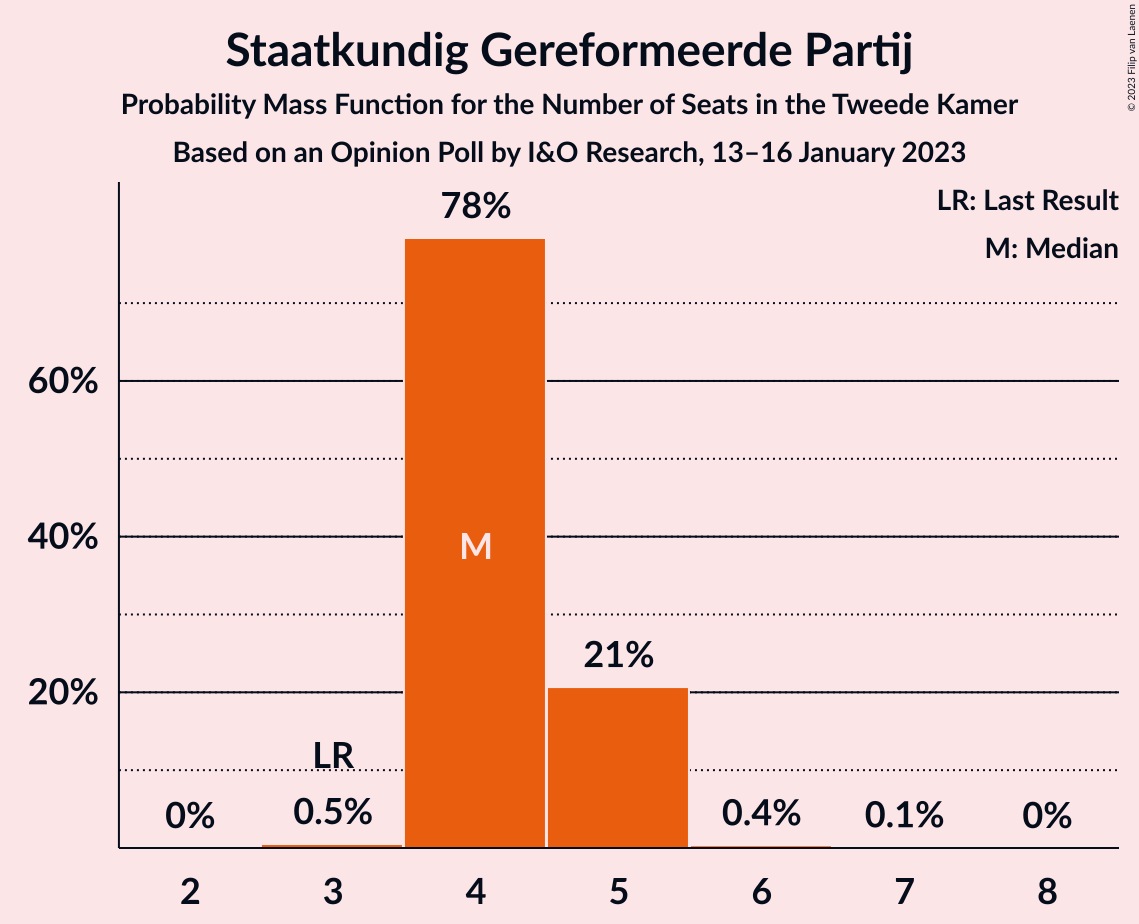 Staatkundig Gereformeerde Partij
Probability Mass Function for the Number of Seats in the Tweede Kamer
Based on an Opinion Poll by I&O Research, 13–16 January 2023
© 2023 Filip van Laenen
LR: Last Result
M: Median
78%
60%
40%
M
21%
20%
LR
0%
0.5%
0.4%
0.1%
0%
2 3 4 5 6 7 8